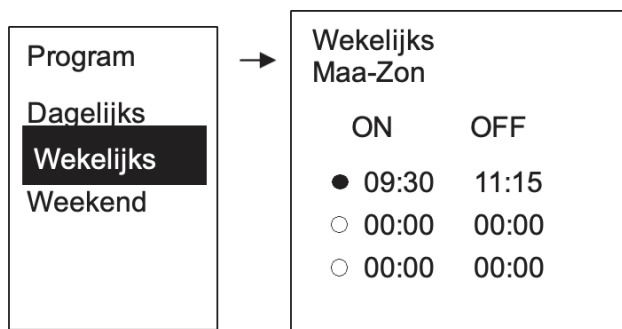 Program
Dagelijks
Wekelijks
Weekend
Wekelijks
Maa-Zon
ON OFF
09:30 11:15
00:00 00:00
00:00 00:00